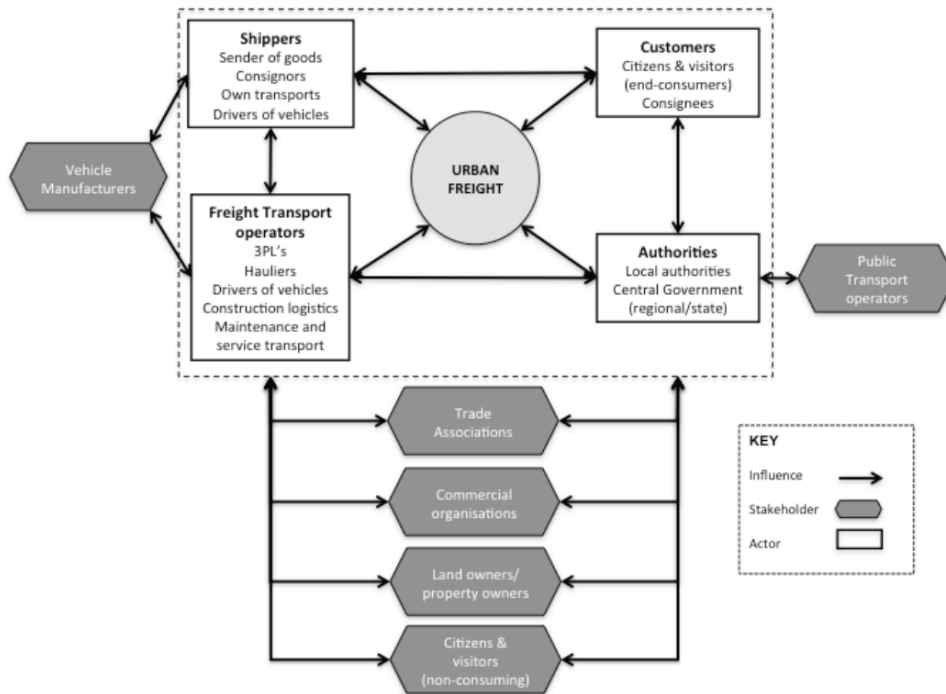 Shippers
Sender of goods
Consignors
Own transports
Drivers of vehicles
Customers
Citizens & visitors
(end-consumers)
Consignees
Vehicle
Manufacturers
URBAN
FREIGHT
Freight Transport
operators
3PL's
Hauliers
Drivers of vehicles
Construction logistics
Maintenance and
service transport
Authorities
Local authorities
Central Government
(regional/state)
Public
Transport
operators
Trade
Associations
Commercial
organisations
Land owners/
property owners
Citizens &
visitors
(non-consuming)
KEY
Influence
Stakeholder
Actor